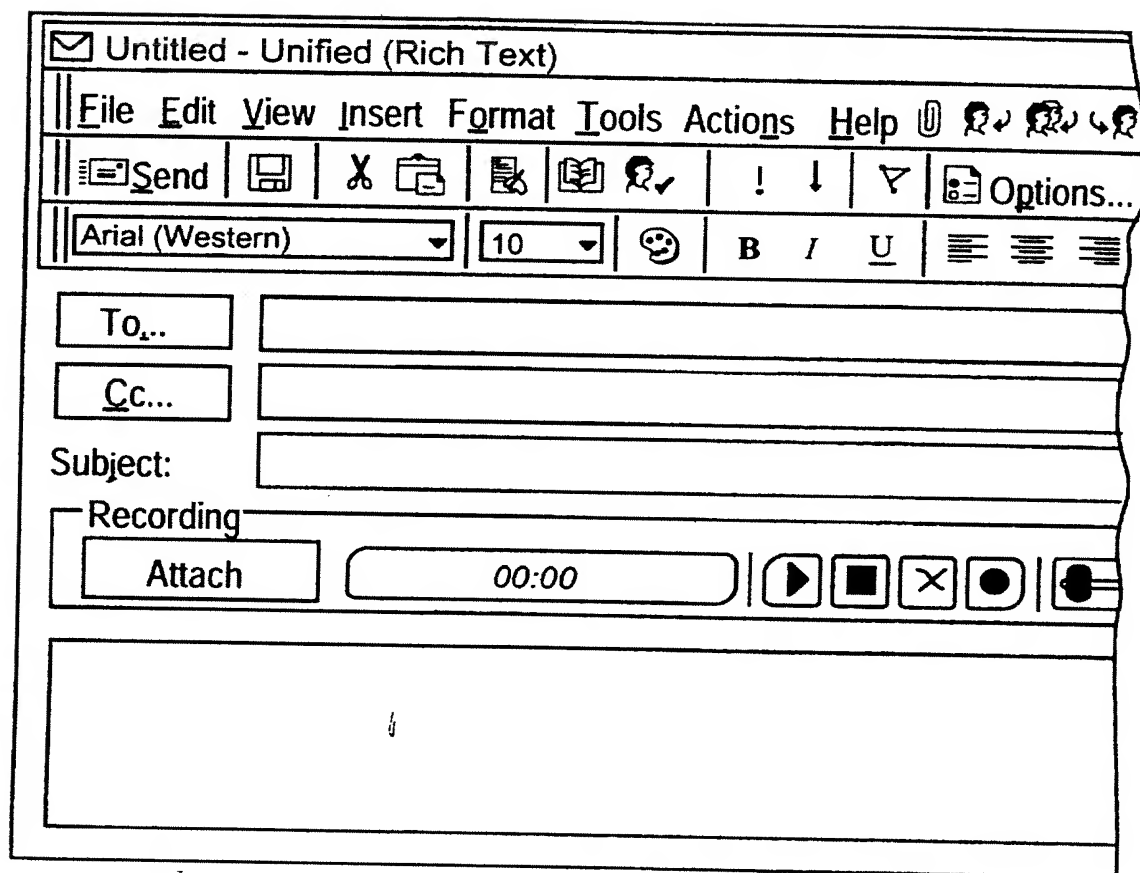 Untitled - Unified (Rich Text)
File Edit View Insert Format Tools Actions Help
Send ! Options...
Arial (Western) 10 B I U
To...
Cc...
Subject:
Recording
Attach 00:00